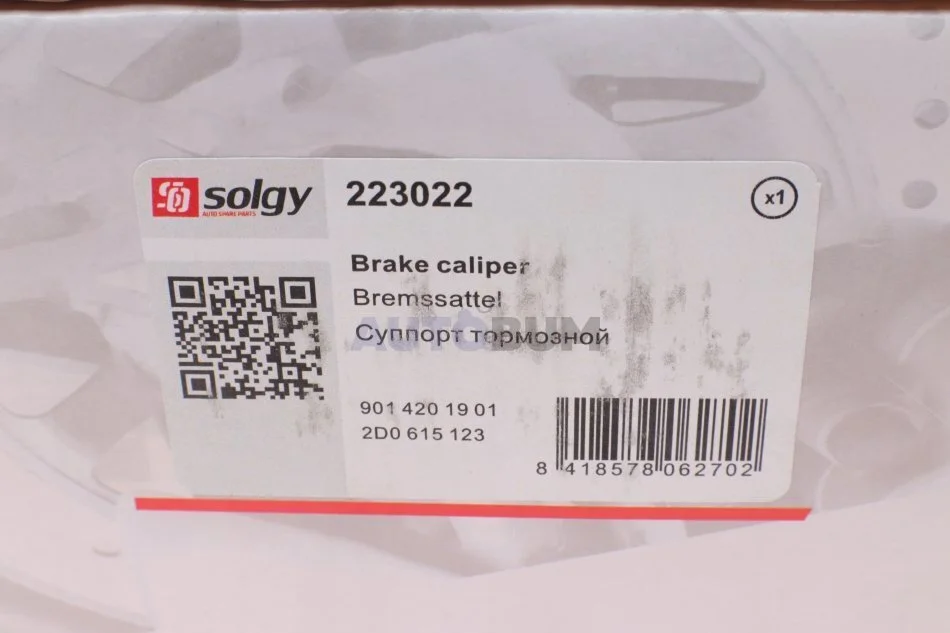 solgy
AUTO SPARE PARTS
223022
x1
Brake caliper
Bremssattel
Суппорт тормозной
AUTOBUM
901 420 19 01
2D0 615 123
8 418578 062702